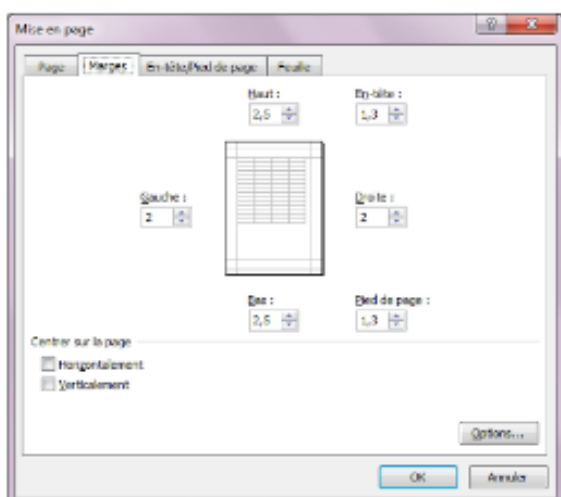 Mise en page
Page Marges En-tête/Pied de page Feuille
Haut : En-tête :
2,5 1,3
Gauche : Droite :
2 2
Bas : Pied de page :
2,5 1,3
Centrer sur la page
Horizontalement
Verticalement
Options...
OK Annuler